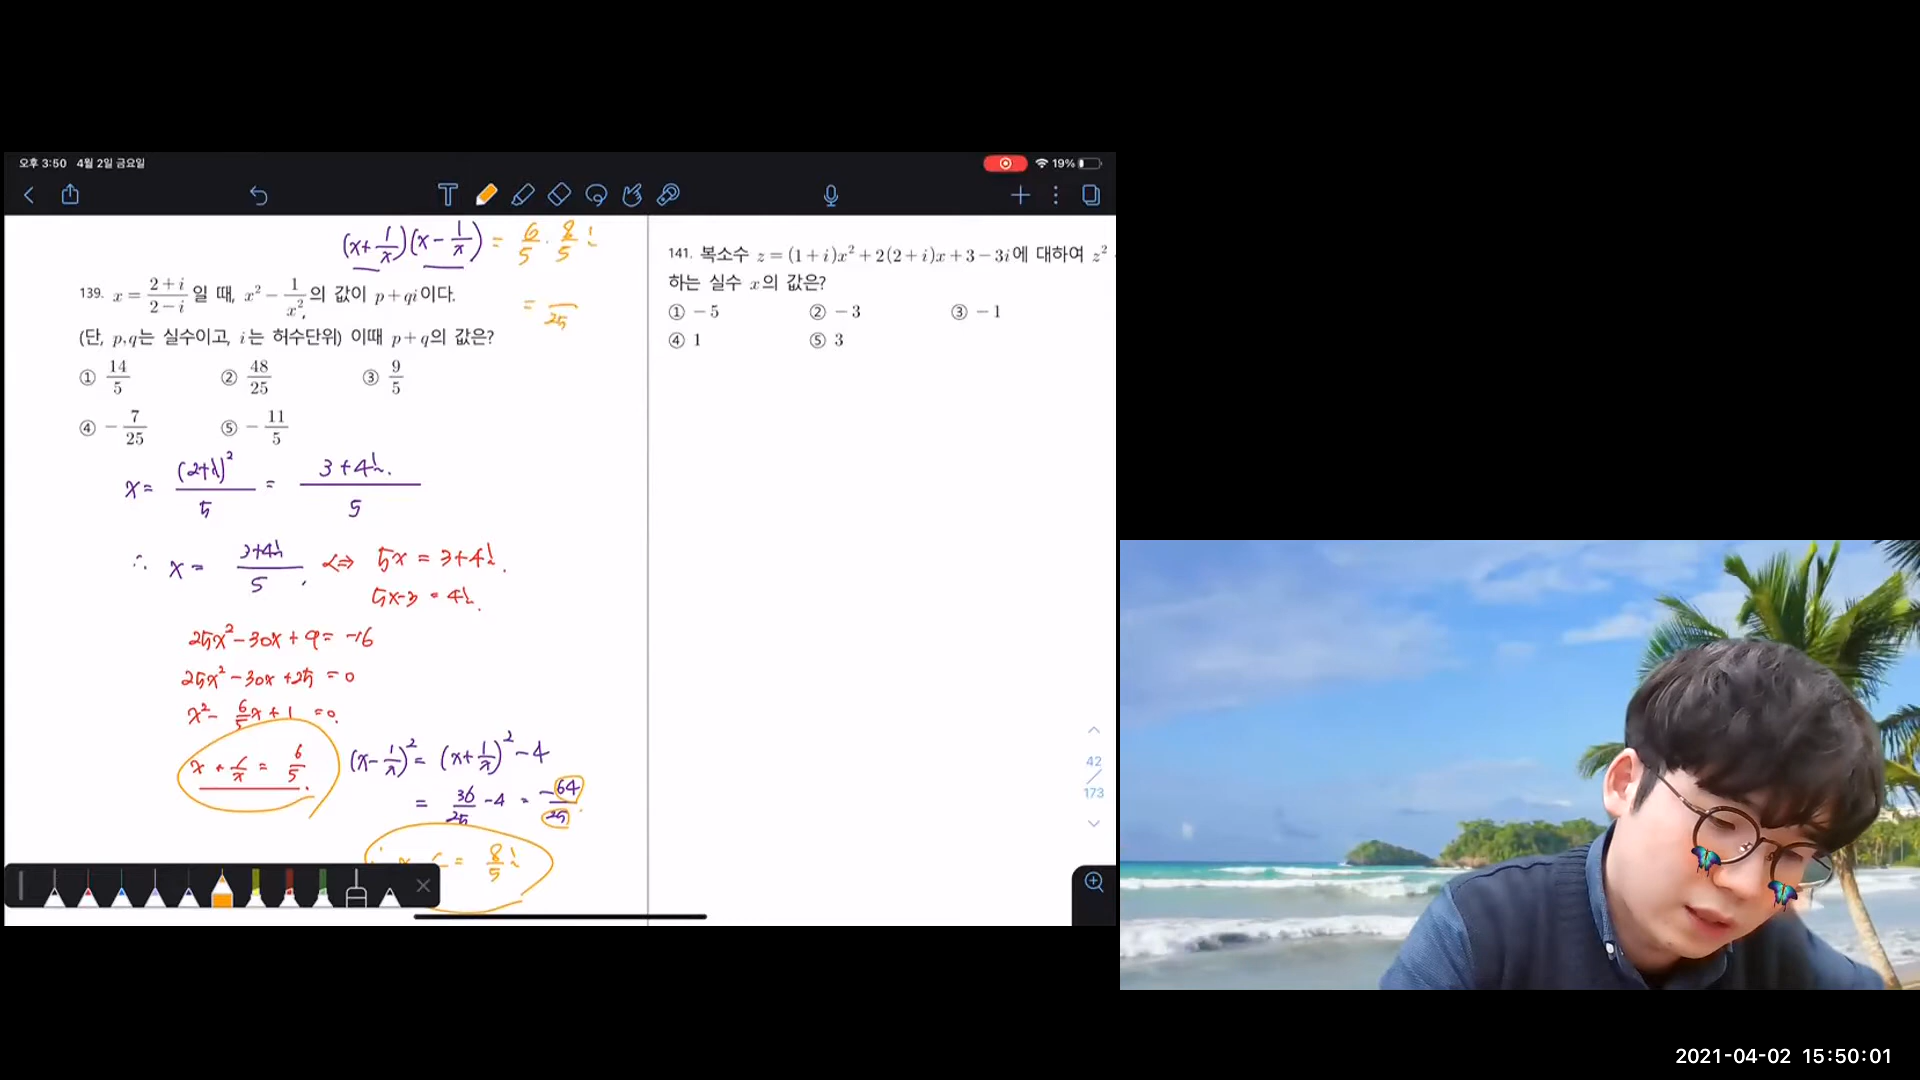 오후 3:50 4월 2일 금요일
19%
(x+1/x)(x-1/x) = 6/5 · 8/5 i
= /25
139. x = (2+i)/(2-i) 일 때, x² - 1/x² 의 값이 p+qi이다.
(단, p,q는 실수이고, i는 허수단위) 이때 p+q의 값은?
① 14/5 ② 48/25 ③ 9/5
④ -7/25 ⑤ -11/5
x = (2+i)²/5 = (3+4i)/5
∴ x = (3+4i)/5, ⇔ 5x = 3+4i.
5x-3 = 4i.
25x²-30x+9 = -16
25x²-30x+25 = 0
x² - 6/5 x + 1 = 0.
x + 1/x = 6/5.
(x-1/x)² = (x+1/x)² - 4
= 36/25 - 4 = -64/25.
= 8/5 i
141. 복소수 z = (1+i)x² + 2(2+i)x + 3 - 3i에 대하여 z²
하는 실수 x의 값은?
① -5 ② -3 ③ -1
④ 1 ⑤ 3
42
/
173
2021-04-02 15:50:01